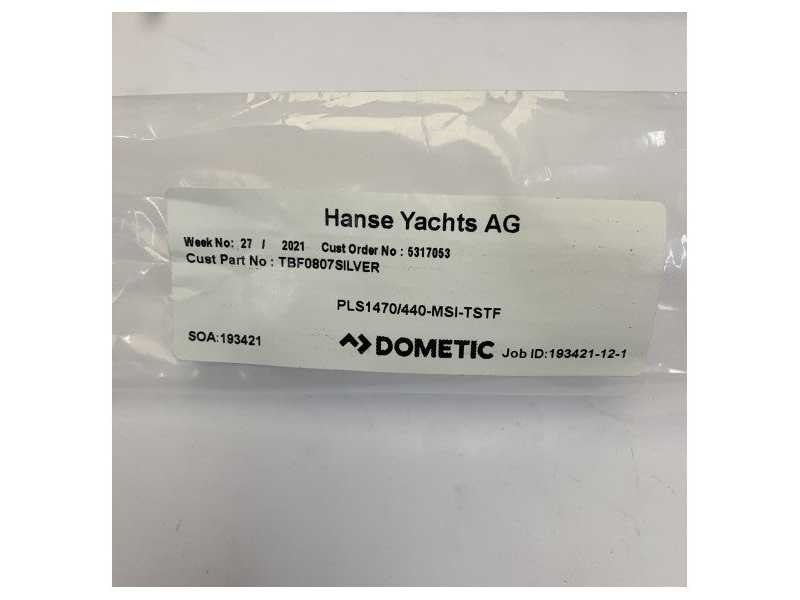 Hanse Yachts AG
Week No: 27 / 2021 Cust Order No : 5317053
Cust Part No : TBF0807SILVER
PLS1470/440-MSI-TSTF
SOA:193421 DOMETIC Job ID:193421-12-1